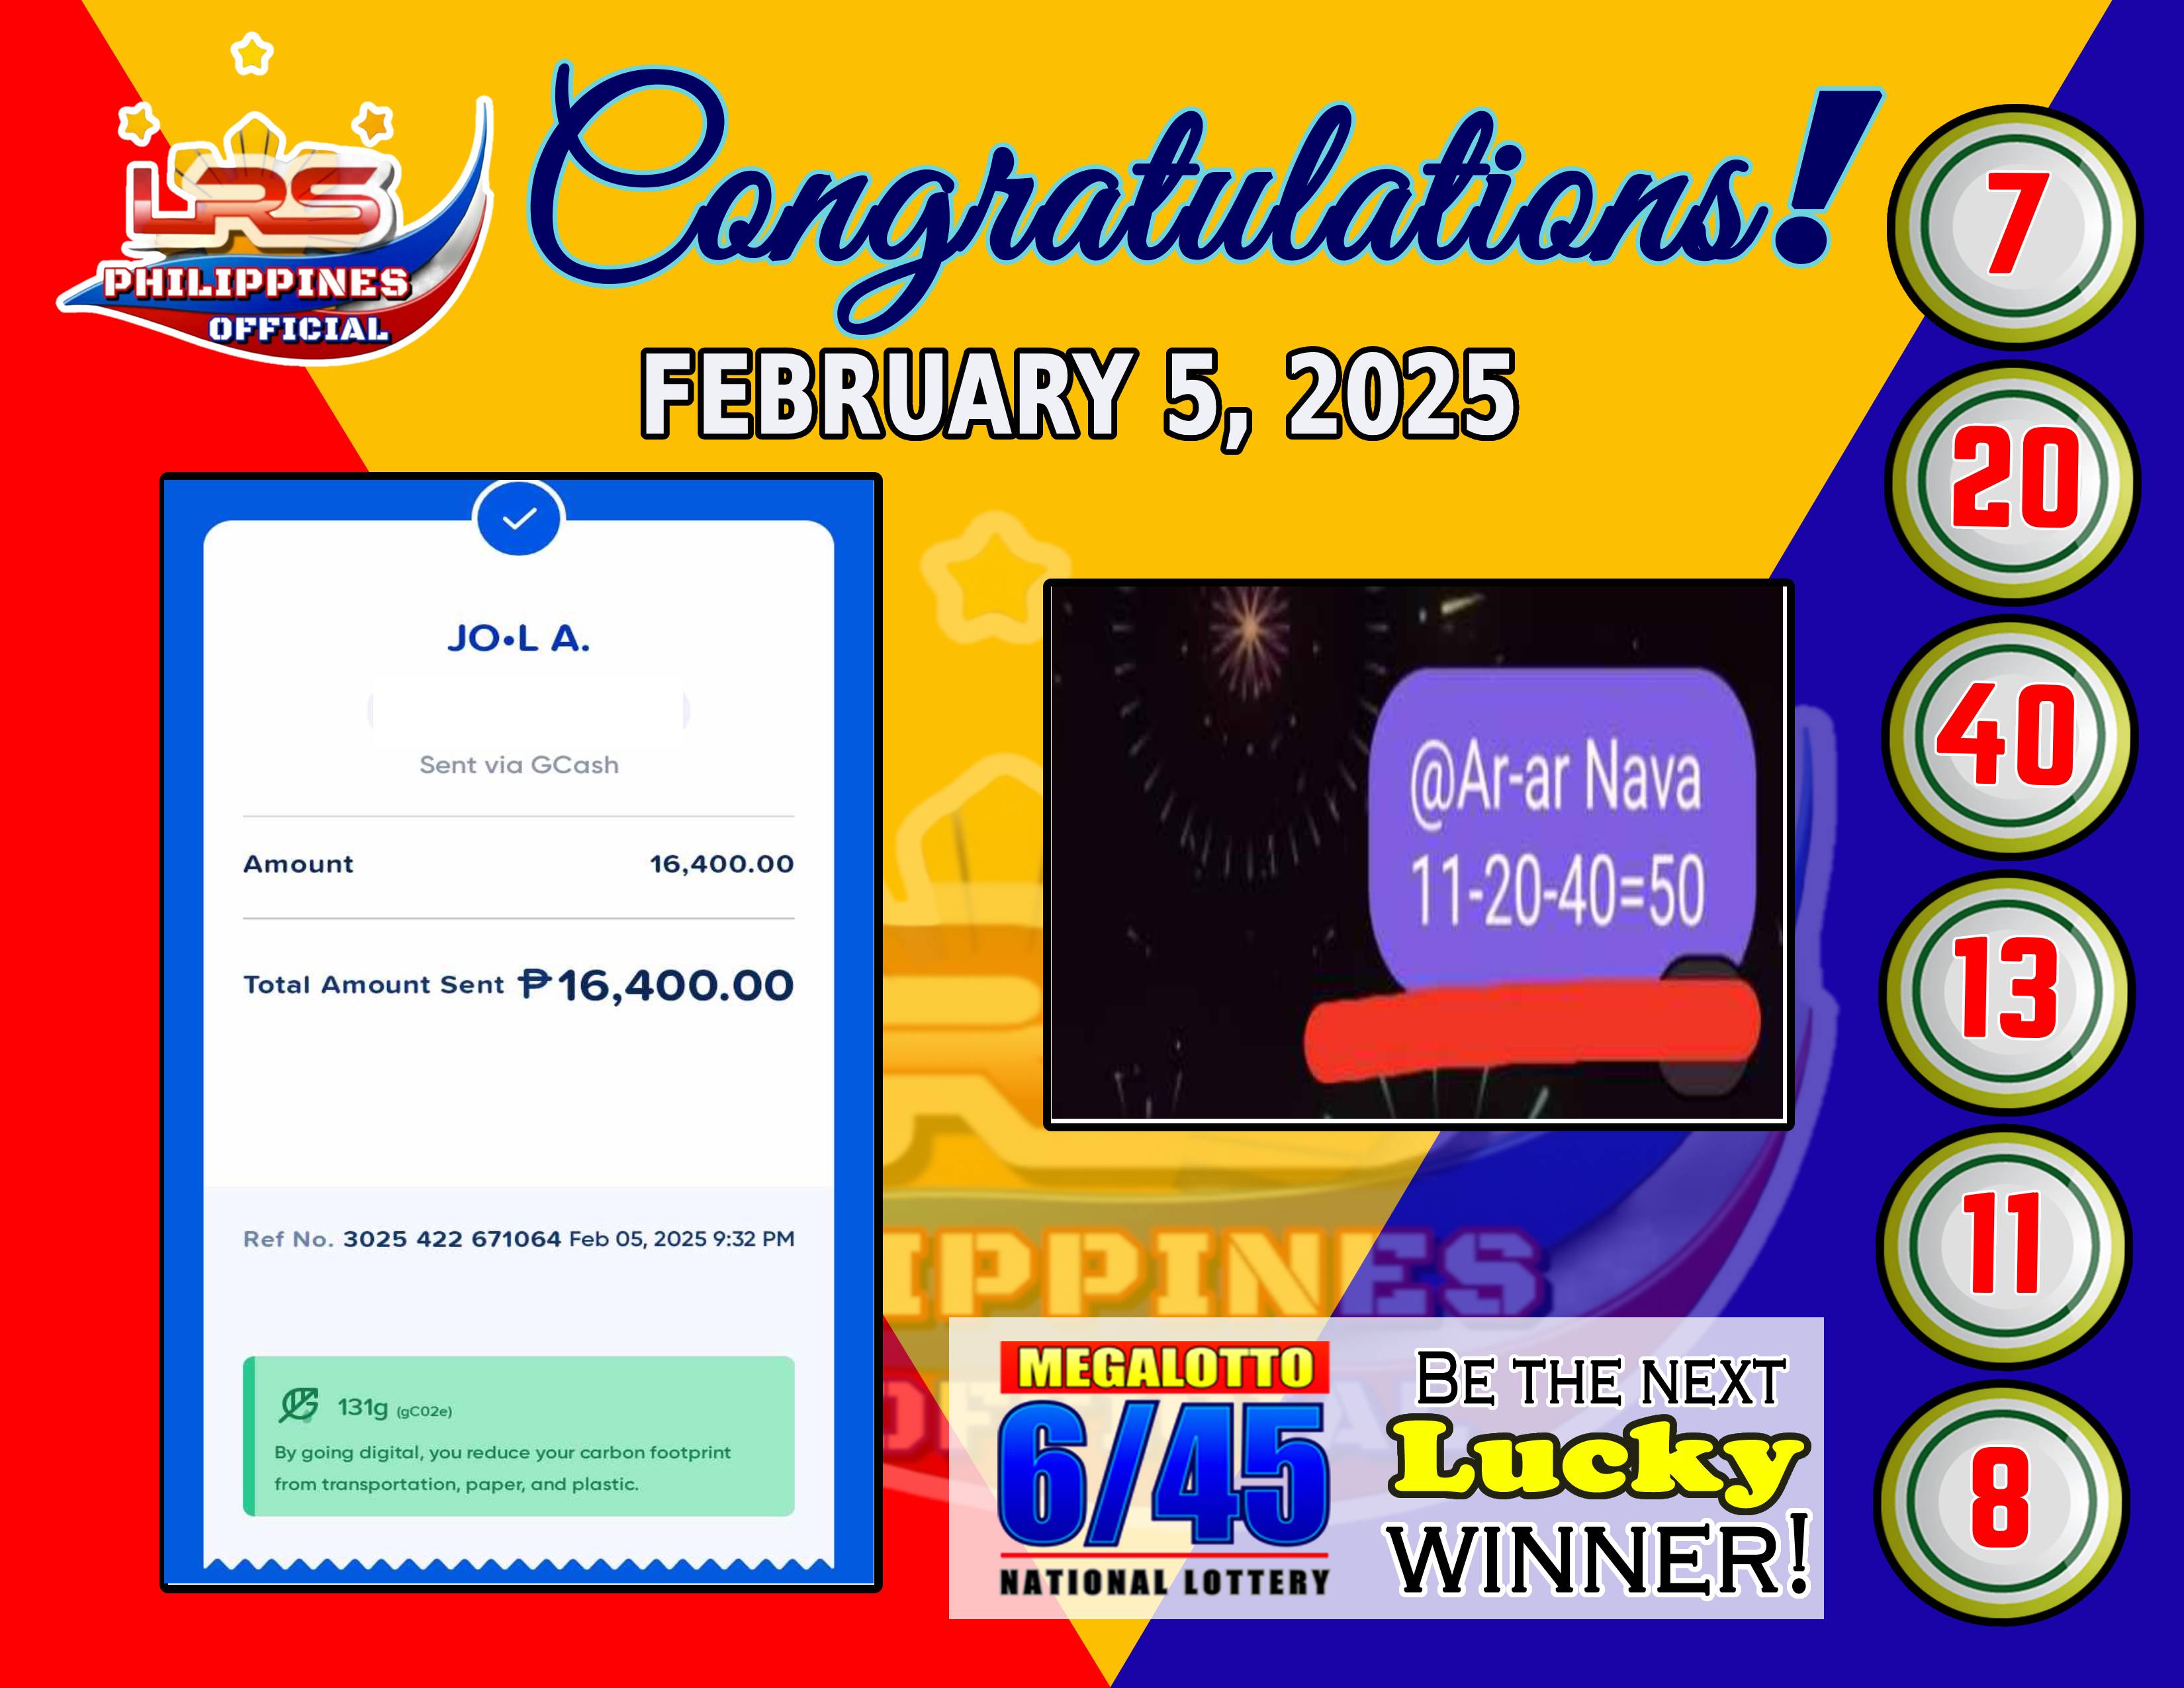 LRS
PHILIPPINES
OFFICIAL
Congratulations!
FEBRUARY 5, 2025
JO•L A.
Sent via GCash
Amount 16,400.00
Total Amount Sent ₱16,400.00
Ref No. 3025 422 671064 Feb 05, 2025 9:32 PM
131g (gCO2e)
By going digital, you reduce your carbon footprint
from transportation, paper, and plastic.
@Ar-ar Nava
11-20-40=50
MEGALOTTO
6/45
NATIONAL LOTTERY
BE THE NEXT
Lucky
WINNER!
7
20
40
13
11
8